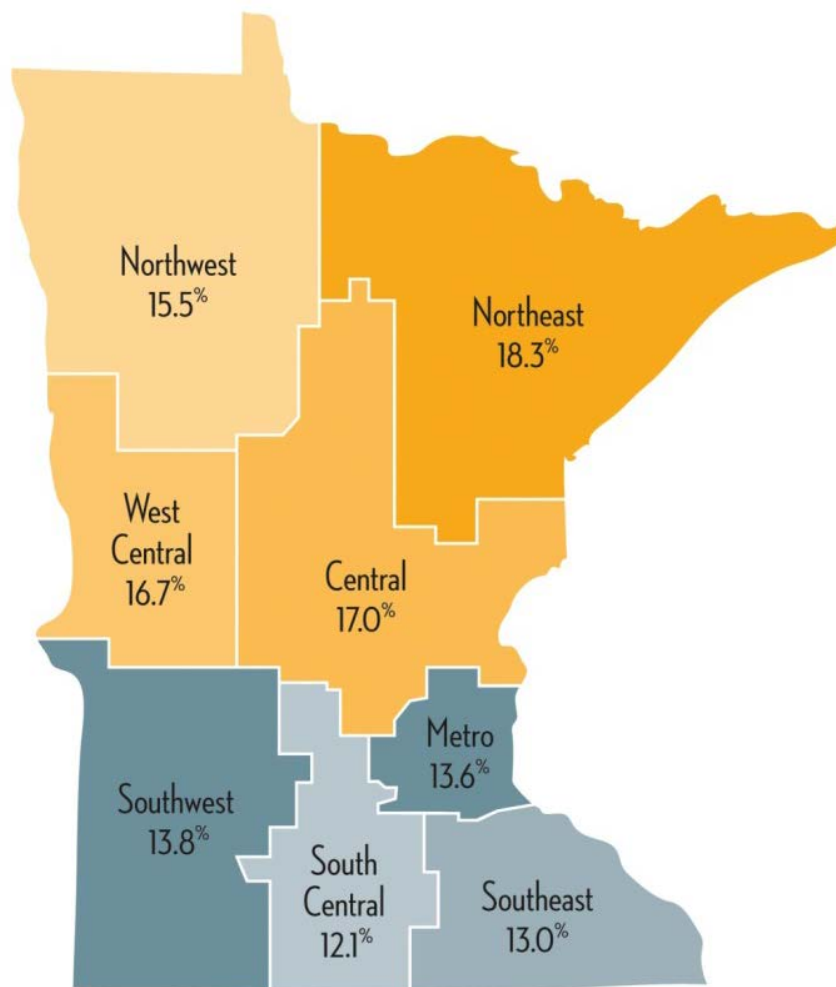 Northwest
15.5%
Northeast
18.3%
West
Central
16.7%
Central
17.0%
Metro
13.6%
Southwest
13.8%
South
Central
12.1%
Southeast
13.0%